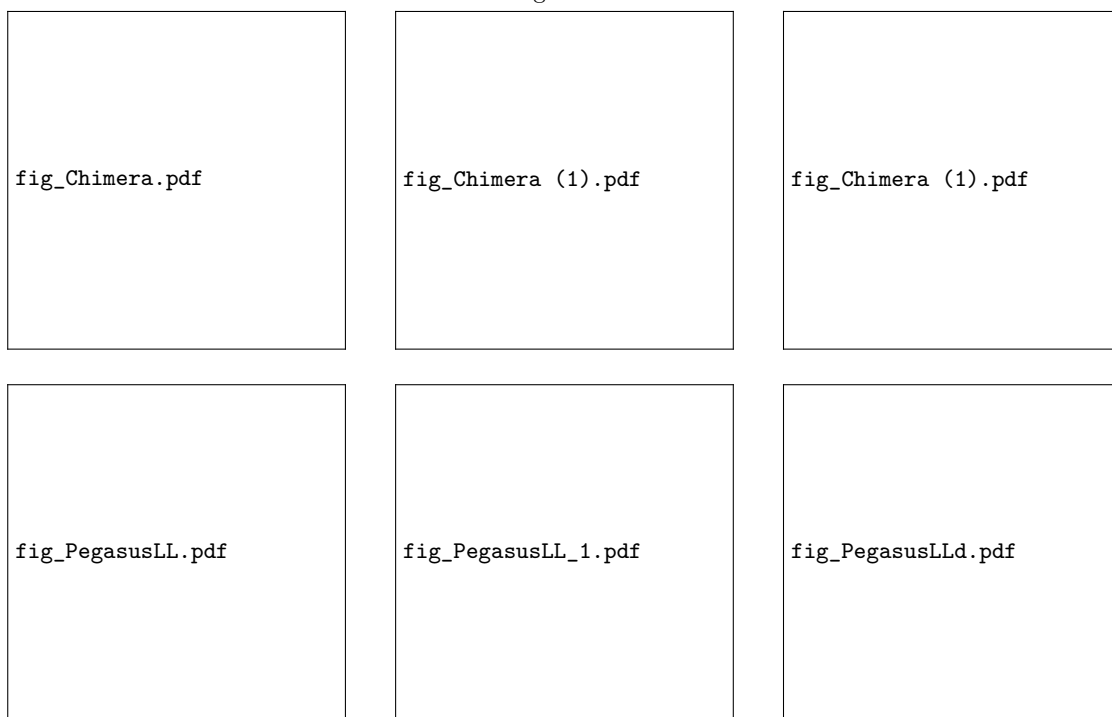 fig_Chimera.pdf
fig_Chimera (1).pdf
fig_Chimera (1).pdf
fig_PegasusLL.pdf
fig_PegasusLL_1.pdf
fig_PegasusLLd.pdf